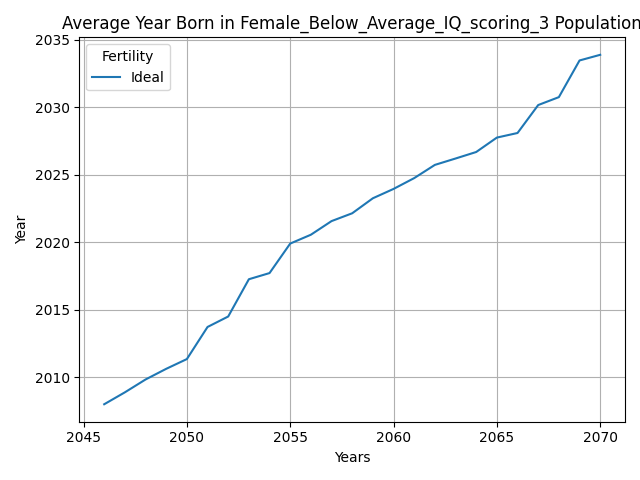 Average Year Born in Female_Below_Average_IQ_scoring_3 Population
Fertility
Ideal
Year
2035
2030
2025
2020
2015
2010
2045 2050 2055 2060 2065 2070
Years